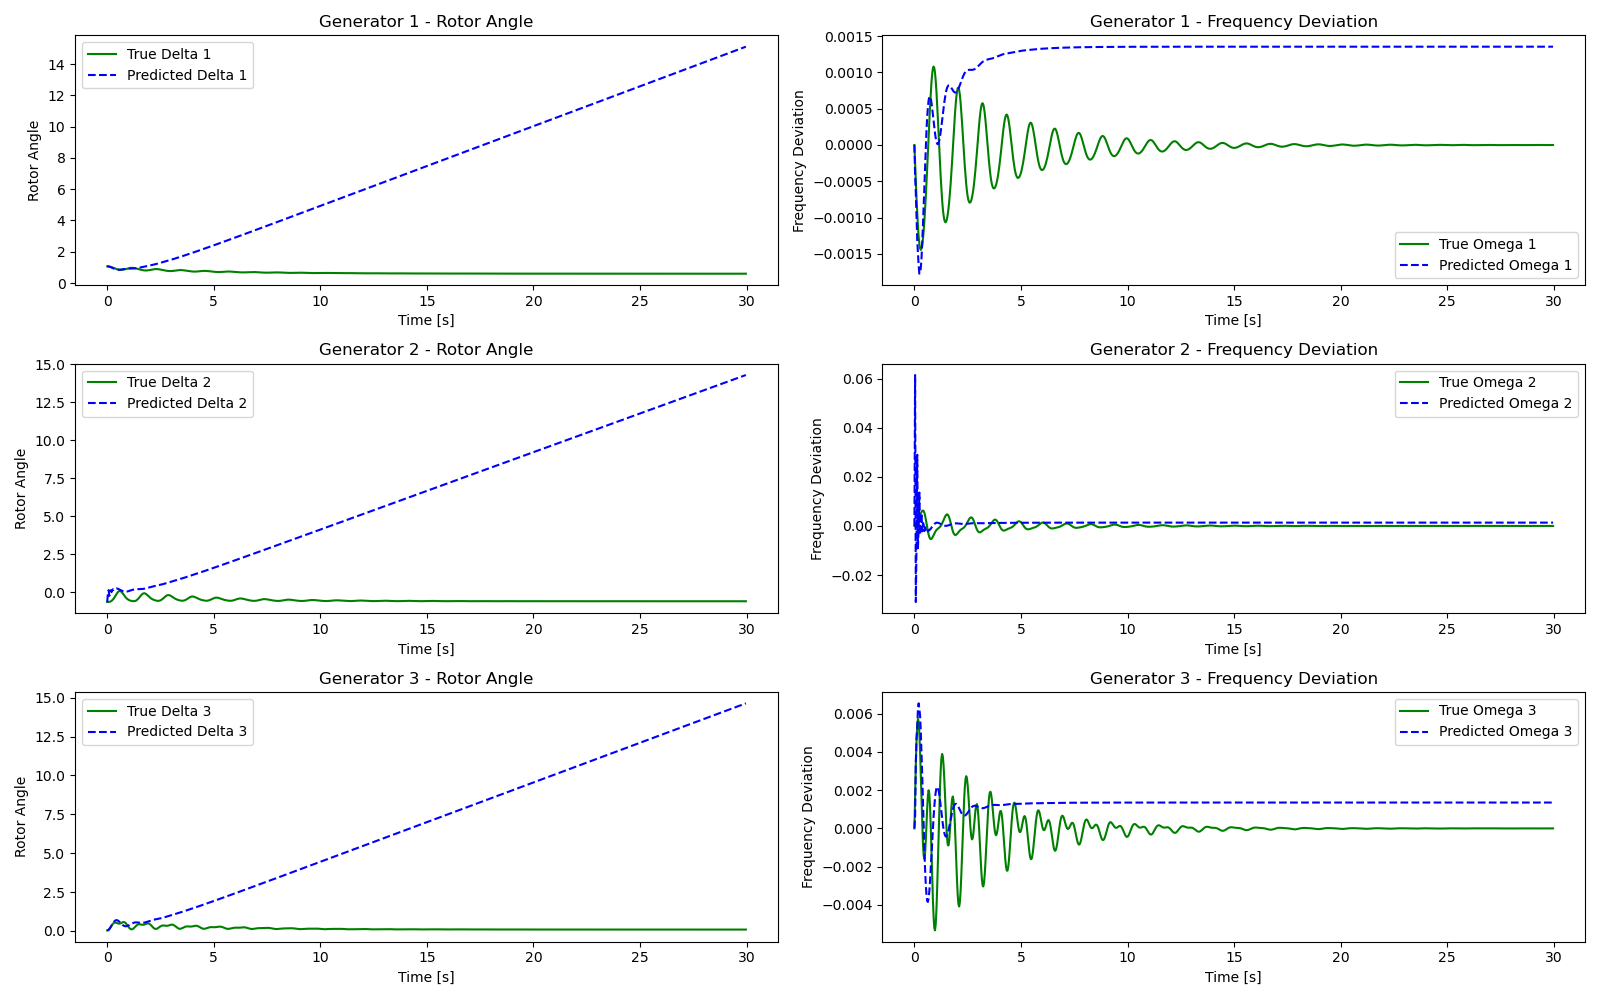 Generator 1 - Rotor Angle
True Delta 1
Predicted Delta 1
Rotor Angle
14
12
10
8
6
4
2
0
0 5 10 15 20 25 30
Time [s]
Generator 1 - Frequency Deviation
Frequency Deviation
0.0015
0.0010
0.0005
0.0000
−0.0005
−0.0010
−0.0015
True Omega 1
Predicted Omega 1
0 5 10 15 20 25 30
Time [s]
Generator 2 - Rotor Angle
True Delta 2
Predicted Delta 2
Rotor Angle
15.0
12.5
10.0
7.5
5.0
2.5
0.0
0 5 10 15 20 25 30
Time [s]
Generator 2 - Frequency Deviation
True Omega 2
Predicted Omega 2
Frequency Deviation
0.06
0.04
0.02
0.00
−0.02
0 5 10 15 20 25 30
Time [s]
Generator 3 - Rotor Angle
True Delta 3
Predicted Delta 3
Rotor Angle
15.0
12.5
10.0
7.5
5.0
2.5
0.0
0 5 10 15 20 25 30
Time [s]
Generator 3 - Frequency Deviation
True Omega 3
Predicted Omega 3
Frequency Deviation
0.006
0.004
0.002
0.000
−0.002
−0.004
0 5 10 15 20 25 30
Time [s]